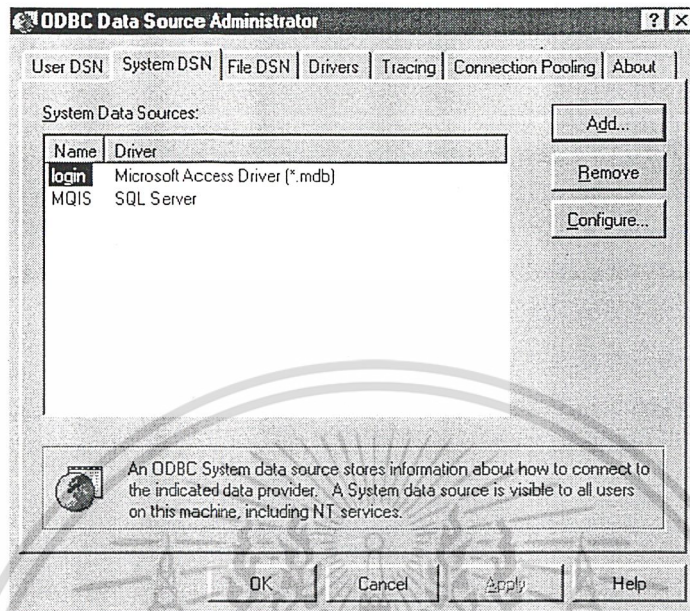 ODBC Data Source Administrator
User DSN System DSN File DSN Drivers Tracing Connection Pooling About
System Data Sources:
Name Driver
login Microsoft Access Driver (*.mdb)
MQIS SQL Server
Add...
Remove
Configure...
An ODBC System data source stores information about how to connect to
the indicated data provider. A System data source is visible to all users
on this machine, including NT services.
OK Cancel Apply Help